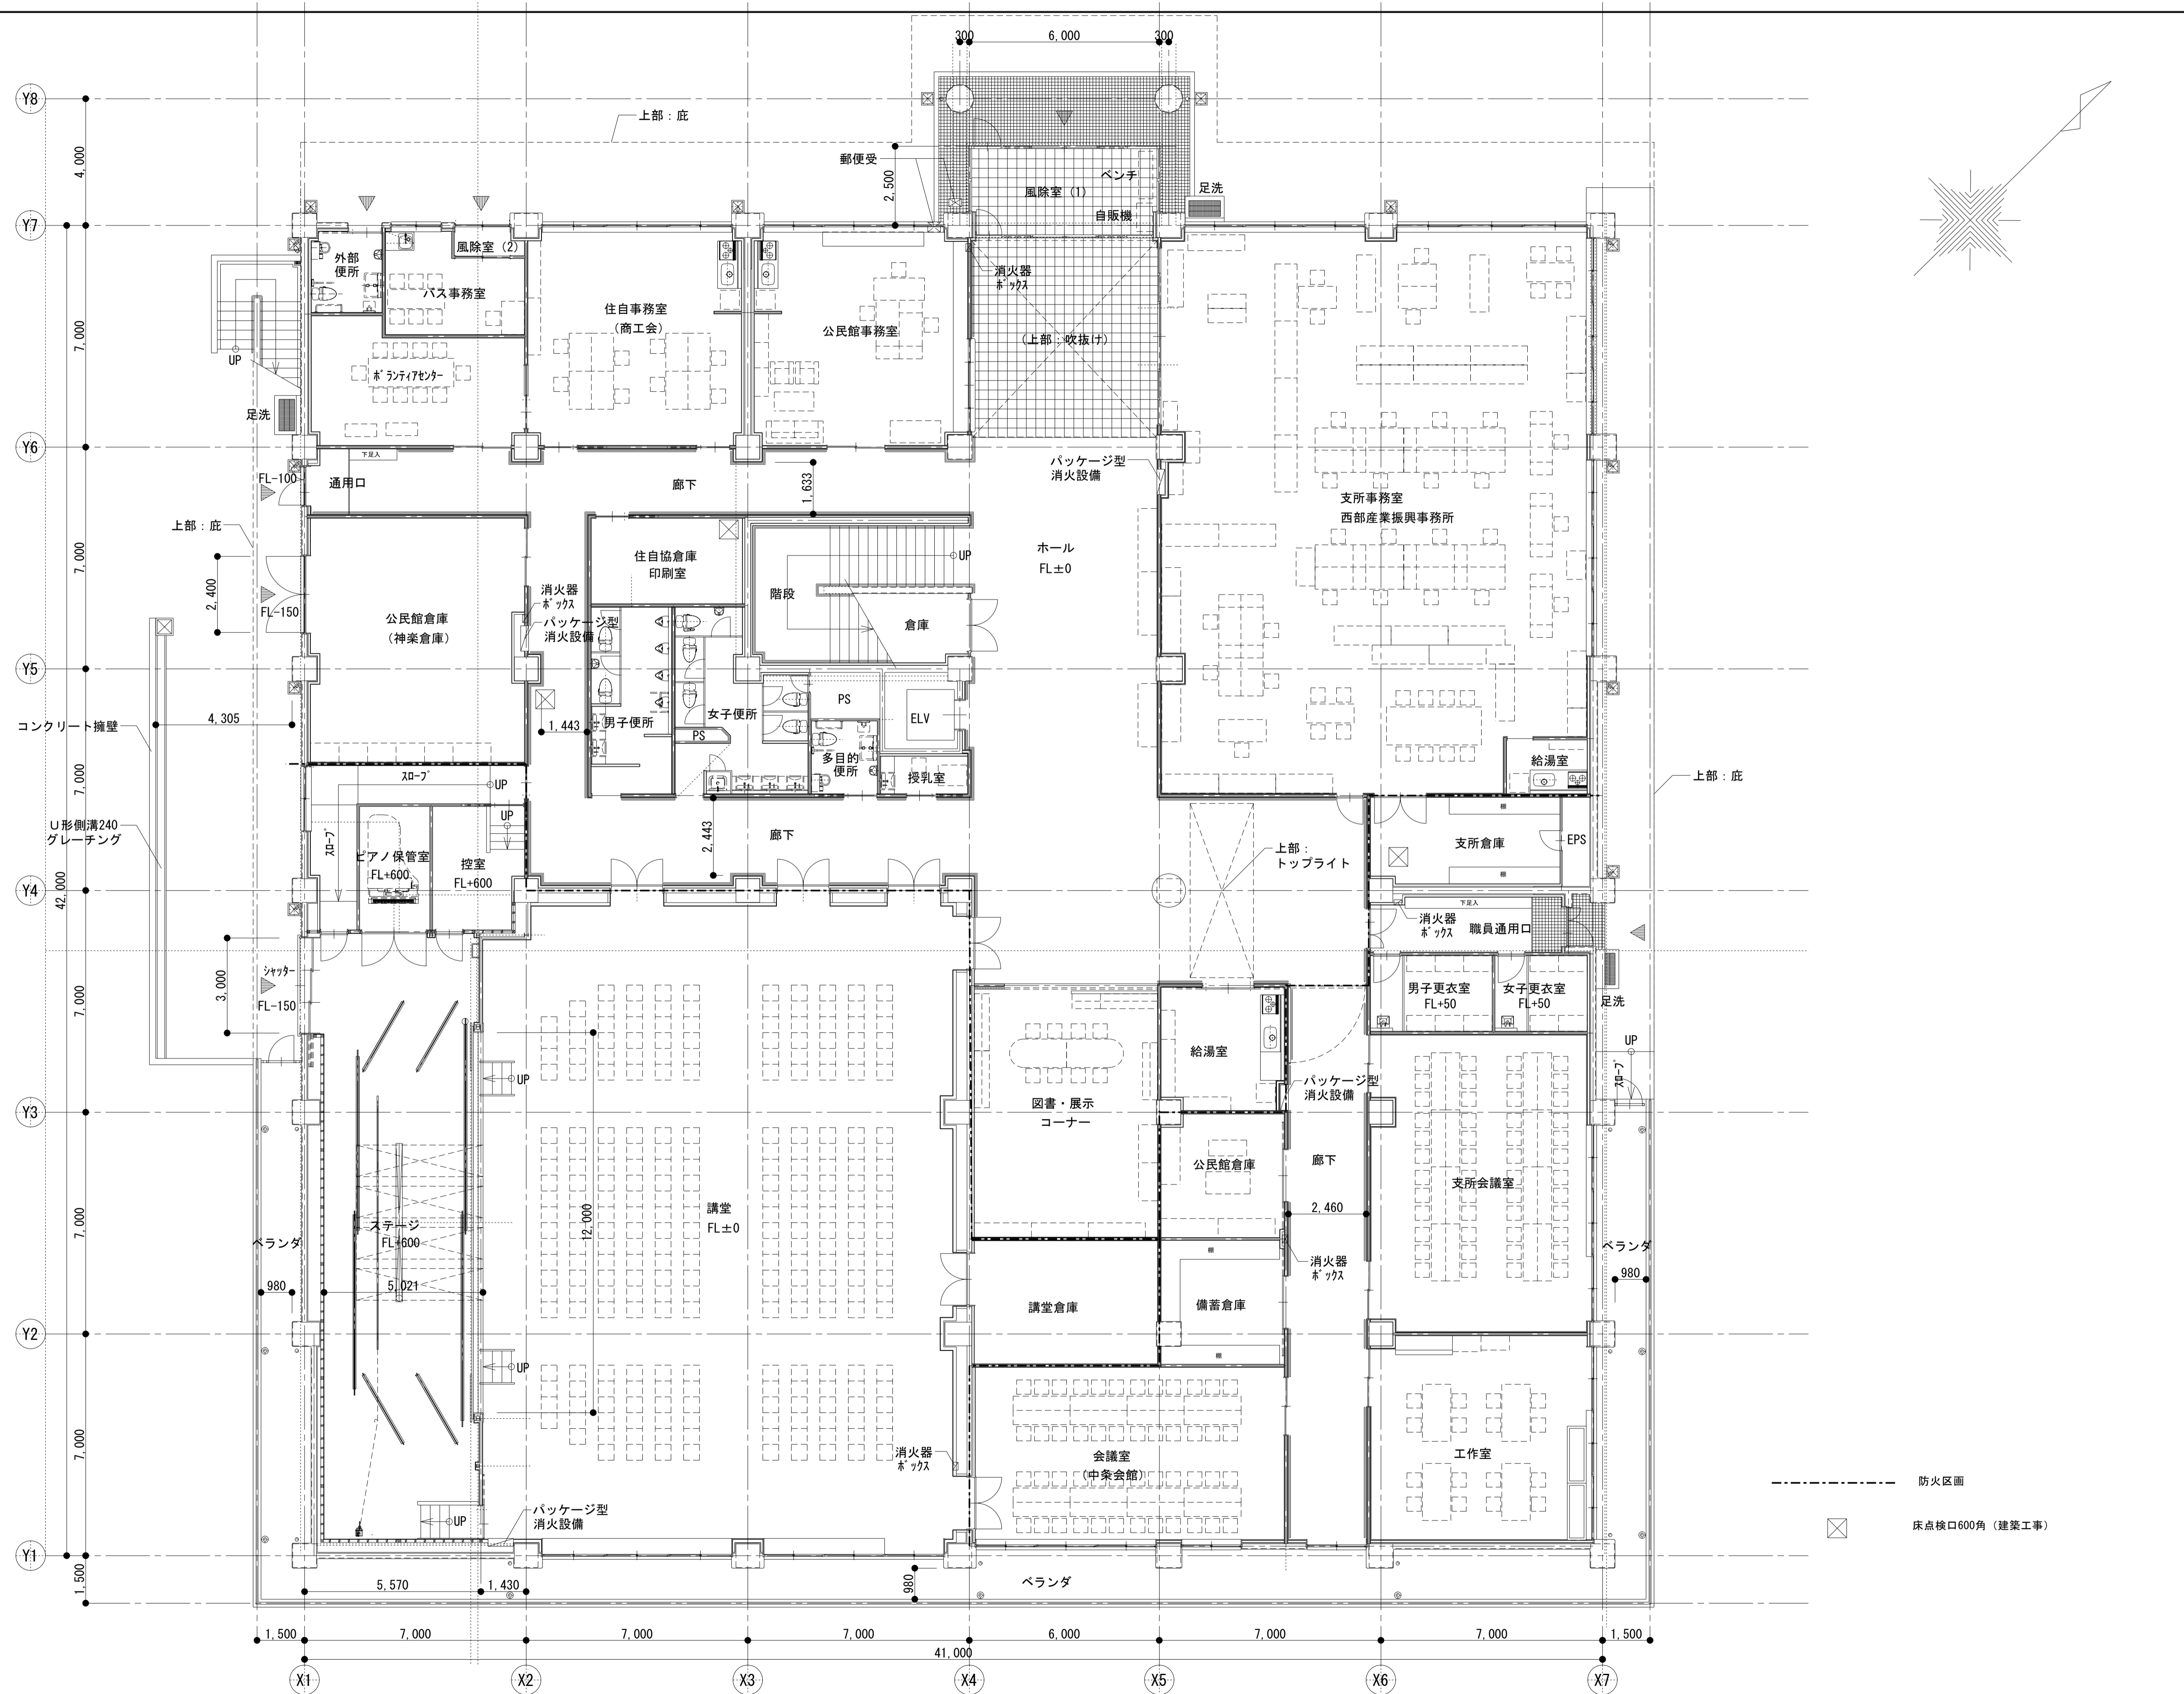 300
6,000
300
Y8
上部：庇
4,000
郵便受
2,500
ベンチ
風除室（1）
足洗
自販機
Y7
風除室（2）
外部
便所
バス事務室
消火器
ボックス
住自事務室
（商工会）
公民館事務室
（上部：吹抜け）
7,000
UP
ボランティアセンター
足洗
Y6
下足入
FL-100
通用口
廊下
1,633
パッケージ型
消火設備
支所事務室
西部産業振興事務所
上部：庇
住自協倉庫
印刷室
UP
ホール
FL±0
7,000
2,400
FL-150
消火器
ボックス
階段
公民館倉庫
（神楽倉庫）
パッケージ型
消火設備
倉庫
Y5
PS
ELV
4,305
コンクリート擁壁
1,443
男子便所
女子便所
PS
多目的
便所
授乳室
給湯室
スロープ
UP
上部：庇
7,000
棚
U形側溝240
グレーチング
UP
2,443
廊下
スロープ
ピアノ保管室
FL+600
控室
FL+600
上部：
トップライト
支所倉庫
EPS
棚
42,000
Y4
下足入
消火器
ボックス
職員通用口
シャッター
3,000
FL-150
7,000
男子更衣室
FL+50
女子更衣室
FL+50
足洗
UP
給湯室
UP
スロープ
パッケージ型
消火設備
図書・展示
コーナー
Y3
公民館倉庫
廊下
支所会議室
12,000
講堂
FL±0
2,460
ステージ
FL+600
ベランダ
ベランダ
7,000
棚
消火器
ボックス
980
5,021
980
講堂倉庫
備蓄倉庫
Y2
棚
UP
7,000
消火器
ボックス
会議室
（中条会館）
工作室
防火区画
パッケージ型
消火設備
UP
床点検口600角（建築工事）
Y1
1,500
5,570
1,430
980
ベランダ
1,500
7,000
7,000
7,000
6,000
7,000
7,000
1,500
41,000
X1
X2
X3
X4
X5
X6
X7